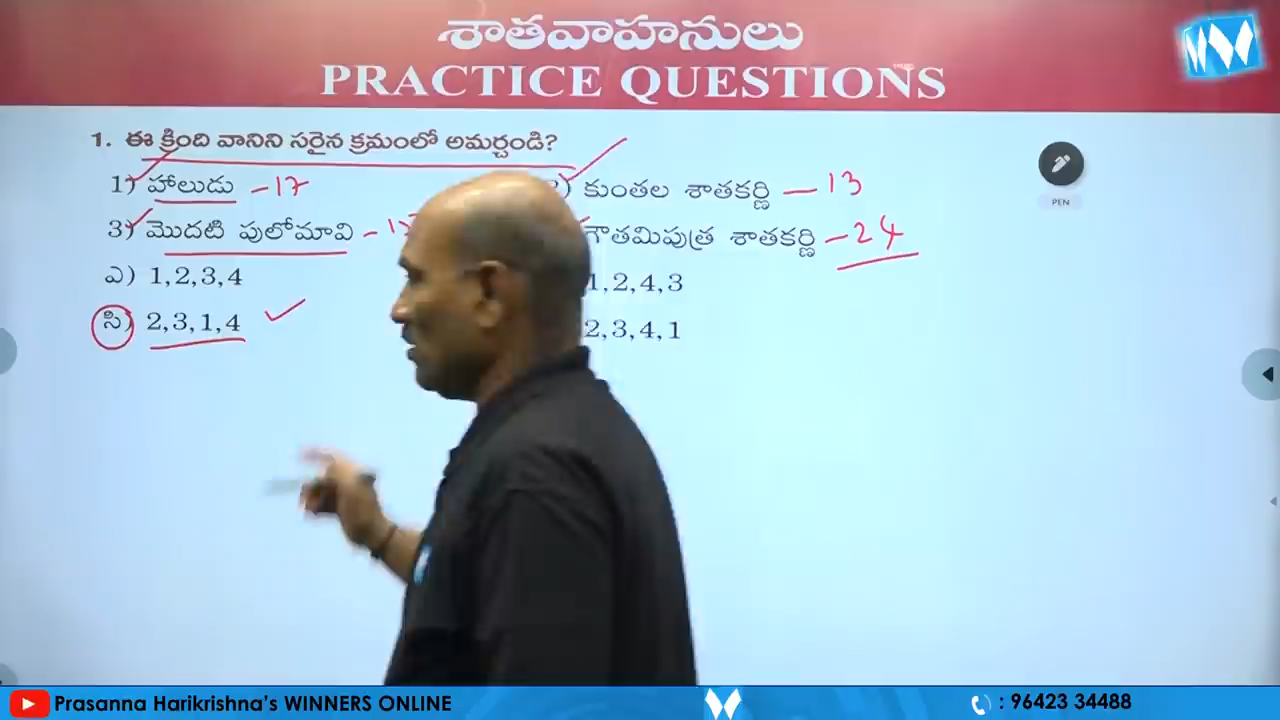 శాతవాహనులు
PRACTICE QUESTIONS
1. ఈ క్రింది వానిని సరైన క్రమంలో అమర్చండి?
1) హాలుడు - 17 ) కుంతల శాతకర్ణి - 13
3) మొదటి పులోమావి - గౌతమిపుత్ర శాతకర్ణి - 24
ఎ) 1,2,3,4 1,2,4,3
సి) 2,3,1,4 2,3,4,1
PEN
Prasanna Harikrishna's WINNERS ONLINE : 96423 34488